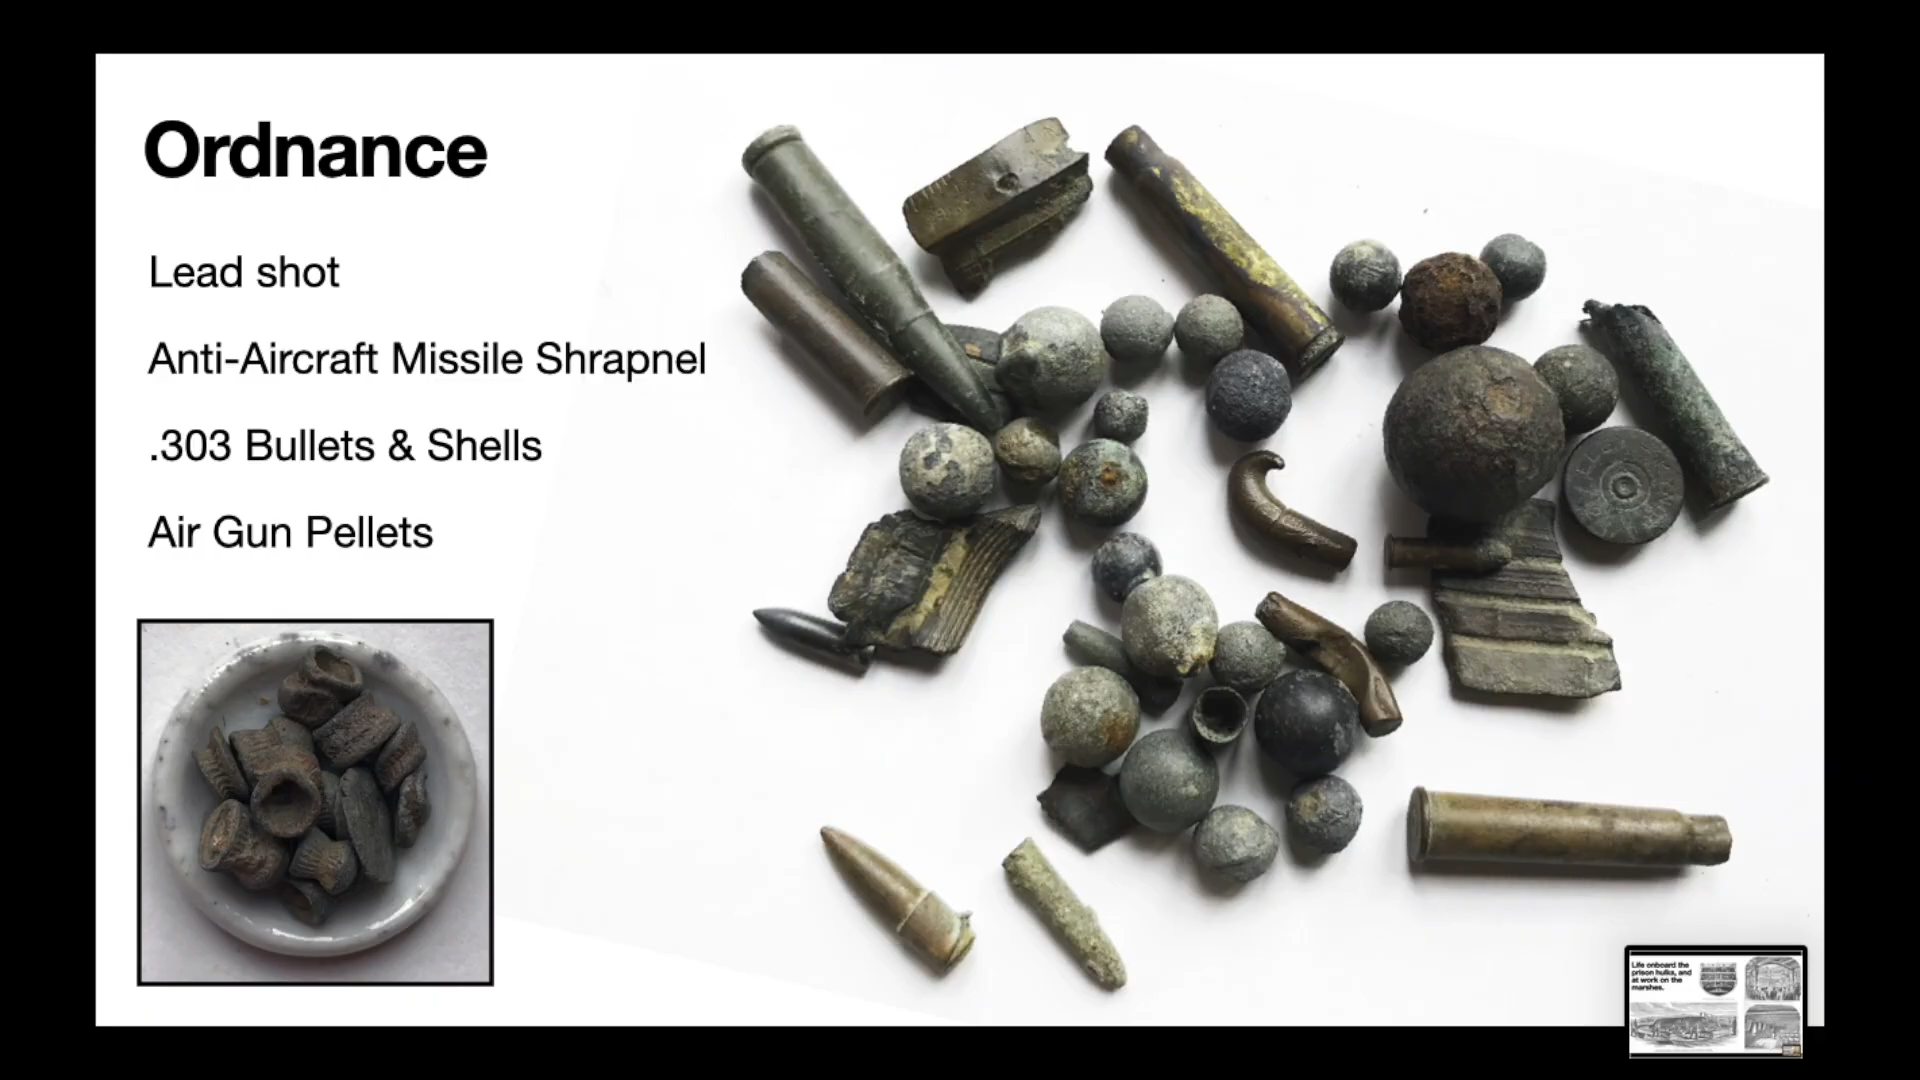 Ordnance
Lead shot
Anti-Aircraft Missile Shrapnel
.303 Bullets & Shells
Air Gun Pellets
Life onboard the
prison hulks, and
at work on the
marshes.